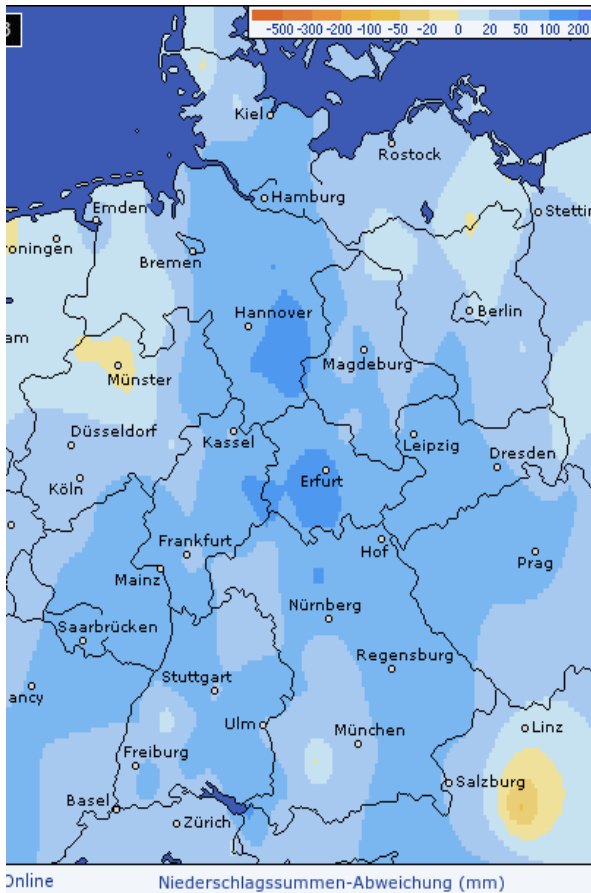 -500 -300 -200 -100 -50 -20 0 20 50 100 200
Kiel
Rostock
Hamburg
Emden
Stettin
roningen
Bremen
Hannover
Berlin
am
Magdeburg
Münster
Düsseldorf
Kassel
Leipzig
Dresden
Köln
Erfurt
Frankfurt
Hof
Prag
Mainz
Nürnberg
Saarbrücken
Regensburg
Stuttgart
ancy
Ulm
München
Linz
Freiburg
Salzburg
Basel
Zürich
Online Niederschlagssummen-Abweichung (mm)